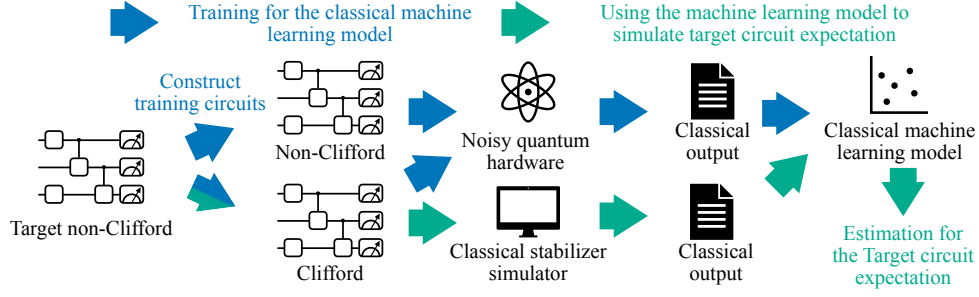 Training for the classical machine
learning model
Using the machine learning model to
simulate target circuit expectation
Construct
training circuits
Target non-Clifford
Non-Clifford
Clifford
Noisy quantum
hardware
Classical stabilizer
simulator
Classical
output
Classical
output
Classical machine
learning model
Estimation for
the Target circuit
expectation